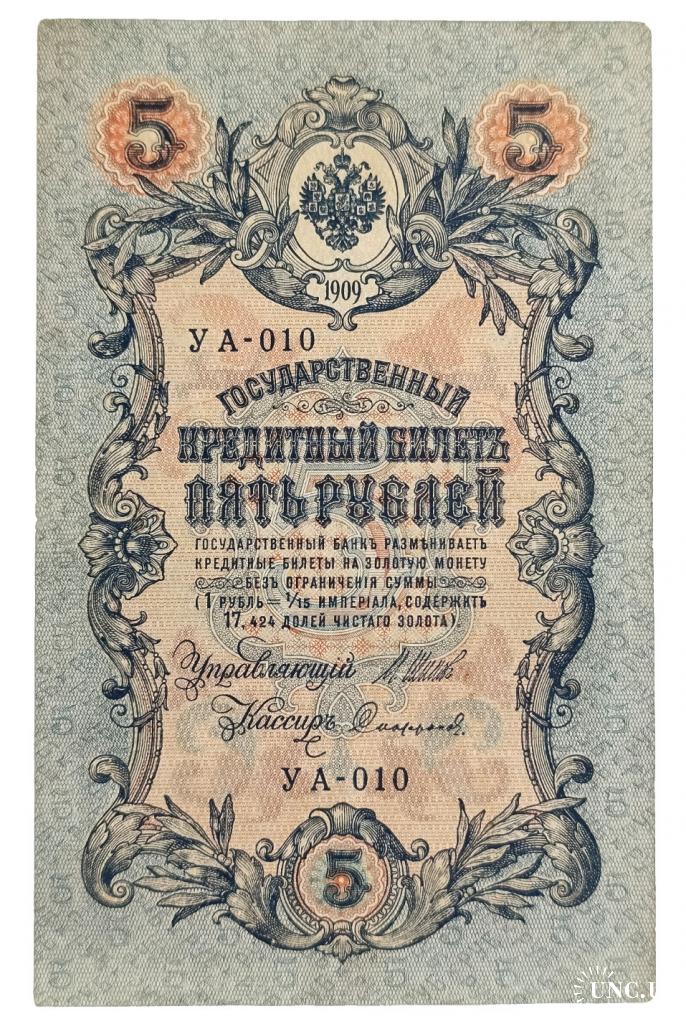 5 5
1909
УА-010
ГОСУДАРСТВЕННЫЙ
КРЕДИТНЫЙ БИЛЕТЪ
ПЯТЬ РУБЛЕЙ
ГОСУДАРСТВЕННЫЙ БАНКЪ РАЗМѢНИВАЕТЪ
КРЕДИТНЫЕ БИЛЕТЫ НА ЗОЛОТУЮ МОНЕТУ
БЕЗЪ ОГРАНИЧЕНІЯ СУММЫ
(1 РУБЛЬ = 1/15 ИМПЕРІАЛА, СОДЕРЖИТЪ
17,424 ДОЛЕЙ ЧИСТАГО ЗОЛОТА)
Управляющій
Кассиръ
УА-010
5
UNC.